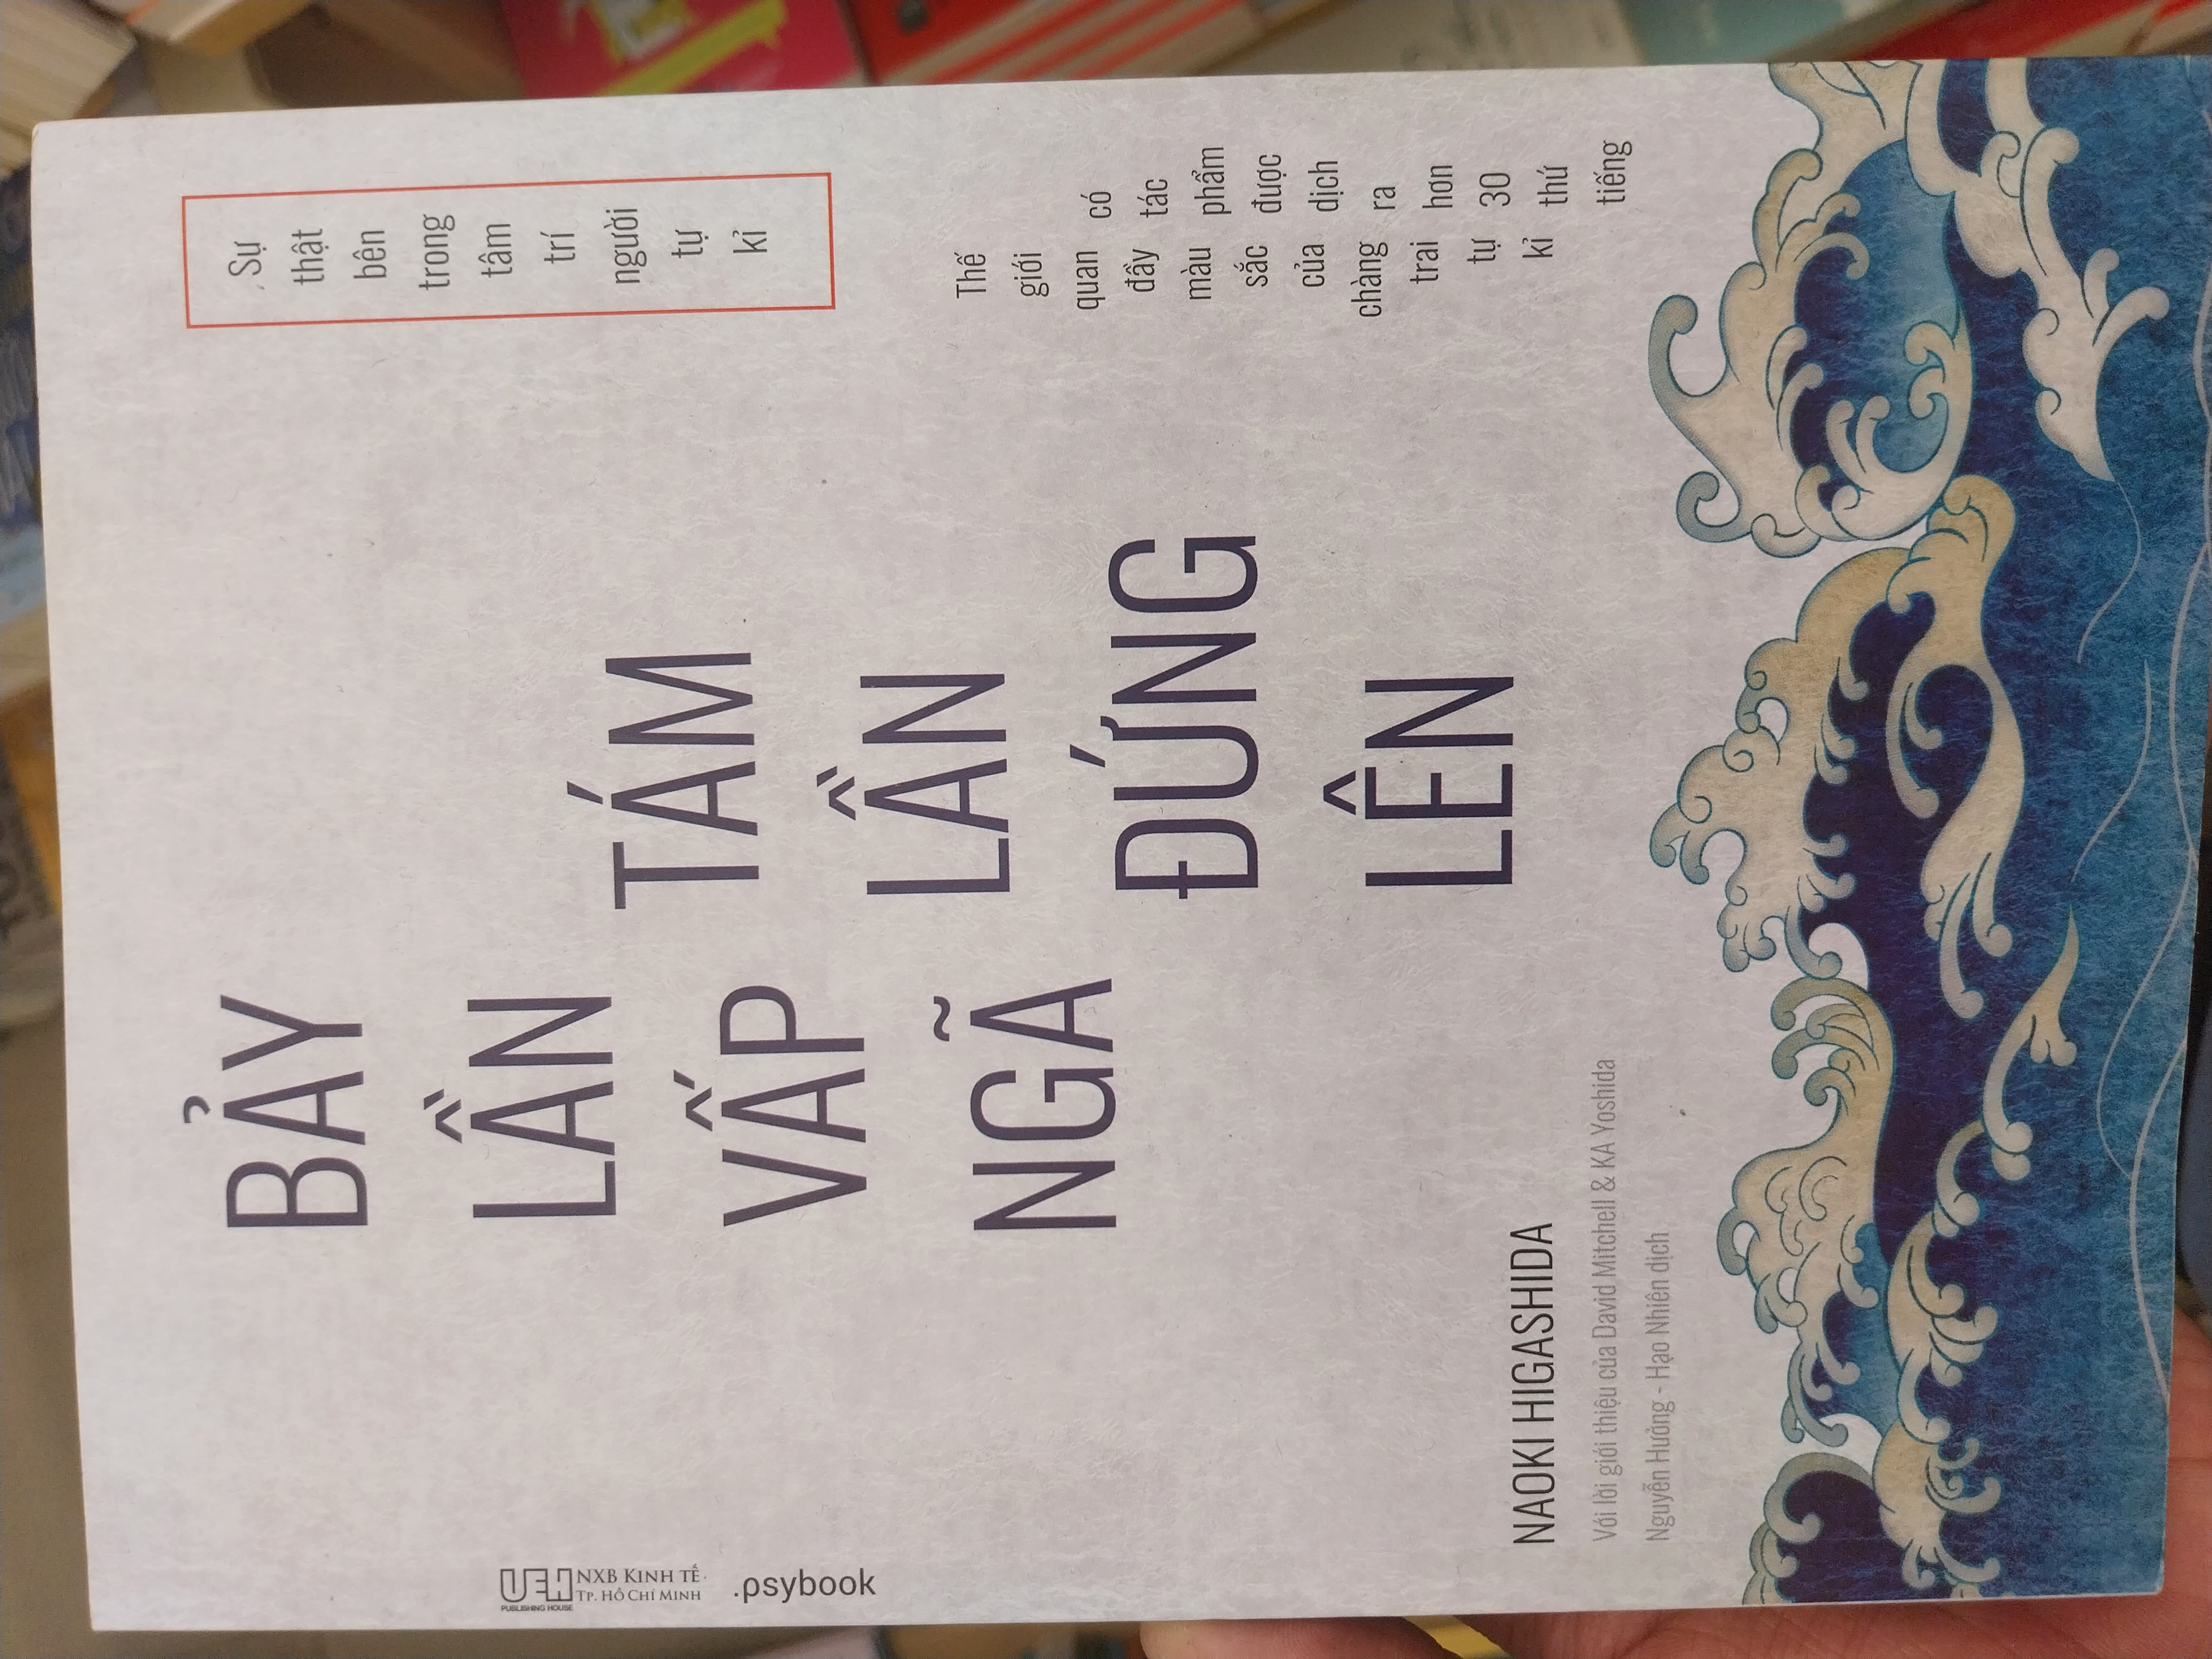 BẢY
LẦN
VẤP
NGÃ
TÁM
LẦN
ĐỨNG
LÊN
Sự
thật
bên
trong
tâm
trí
người
tự
kỉ
Thế
giới
quan
đầy
màu
sắc
của
chàng
trai
tự
kỉ
có
tác
phẩm
được
dịch
ra
hơn
30
thứ
tiếng
UEH
PUBLISHING HOUSE
NXB KINH TẾ
TP. HỒ CHÍ MINH
.psybook
NAOKI HIGASHIDA
Với lời giới thiệu của David Mitchell & KA Yoshida
Nguyễn Hưởng - Hạo Nhiên dịch